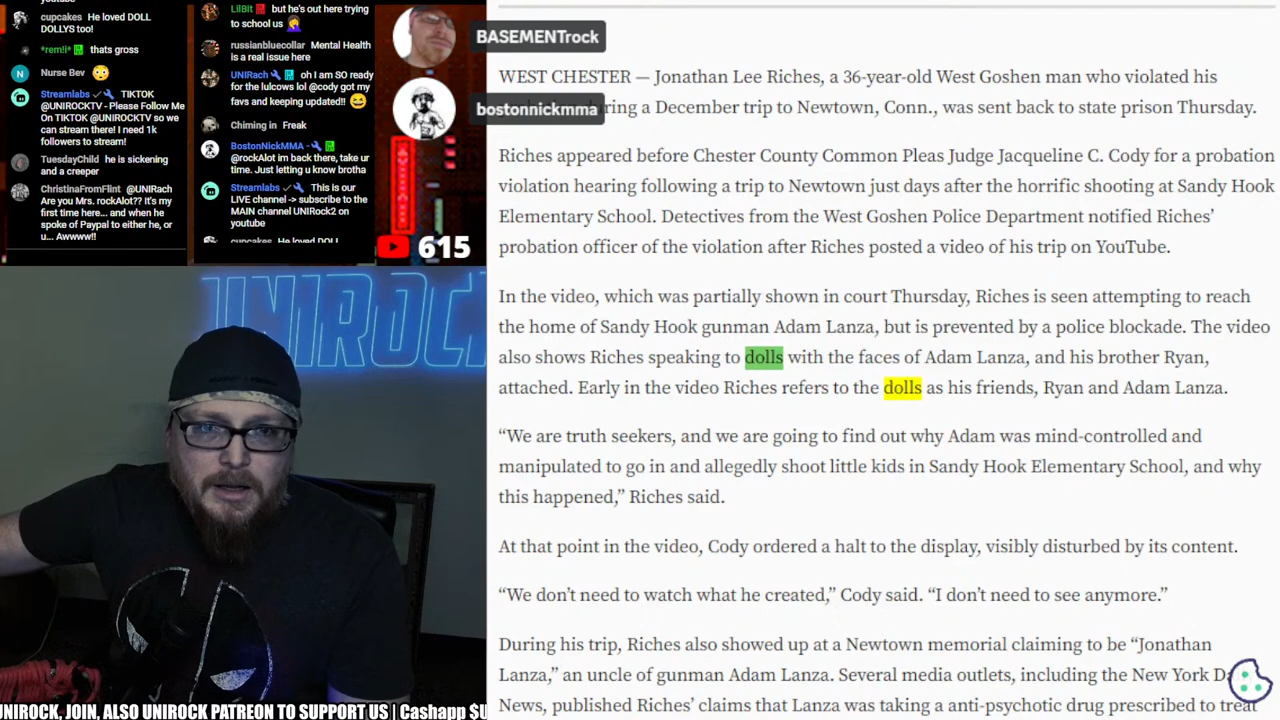 cupcakes He loved DOLL
DOLLYS too!
*rem!i* thats gross
N Nurse Bev
Streamlabs TIKTOK
@UNIROCKTV - Please Follow Me
On TIKTOK @UNIROCKTV so we
can stream there! I need 1k
followers to stream!
TuesdayChild he is sickening
and a creeper
ChristinaFromFlint @UNIRach
Are you Mrs. rockAlot?? It's my
first time here... and when he
spoke of Paypal to either he, or
u... Awwww!!
LilBit but he's out here trying
to school us
russianbluecollar Mental Health
is a real issue here
UNIRach oh I am SO ready
for the lulcows lol @cody got my
favs and keeping updated!!
Chiming in Freak
BostonNickMMA -
@rockAlot im back there, take ur
time. Just letting u know brotha
Streamlabs This is our
LIVE channel -> subscribe to the
MAIN channel UNIRock2 on
youtube
cupcakes He loved DOLL
BASEMENTrock
bostonnickmma
615
UNIROCK
WEST CHESTER — Jonathan Lee Riches, a 36-year-old West Goshen man who violated his
ring a December trip to Newtown, Conn., was sent back to state prison Thursday.
Riches appeared before Chester County Common Pleas Judge Jacqueline C. Cody for a probation
violation hearing following a trip to Newtown just days after the horrific shooting at Sandy Hook
Elementary School. Detectives from the West Goshen Police Department notified Riches’
probation officer of the violation after Riches posted a video of his trip on YouTube.
In the video, which was partially shown in court Thursday, Riches is seen attempting to reach
the home of Sandy Hook gunman Adam Lanza, but is prevented by a police blockade. The video
also shows Riches speaking to dolls with the faces of Adam Lanza, and his brother Ryan,
attached. Early in the video Riches refers to the dolls as his friends, Ryan and Adam Lanza.
“We are truth seekers, and we are going to find out why Adam was mind-controlled and
manipulated to go in and allegedly shoot little kids in Sandy Hook Elementary School, and why
this happened,” Riches said.
At that point in the video, Cody ordered a halt to the display, visibly disturbed by its content.
“We don’t need to watch what he created,” Cody said. “I don’t need to see anymore.”
During his trip, Riches also showed up at a Newtown memorial claiming to be “Jonathan
Lanza,” an uncle of gunman Adam Lanza. Several media outlets, including the New York
News, published Riches’ claims that Lanza was taking a anti-psychotic drug prescribed to treat
UNIROCK, JOIN, ALSO UNIROCK PATREON TO SUPPORT US | Cashapp $U